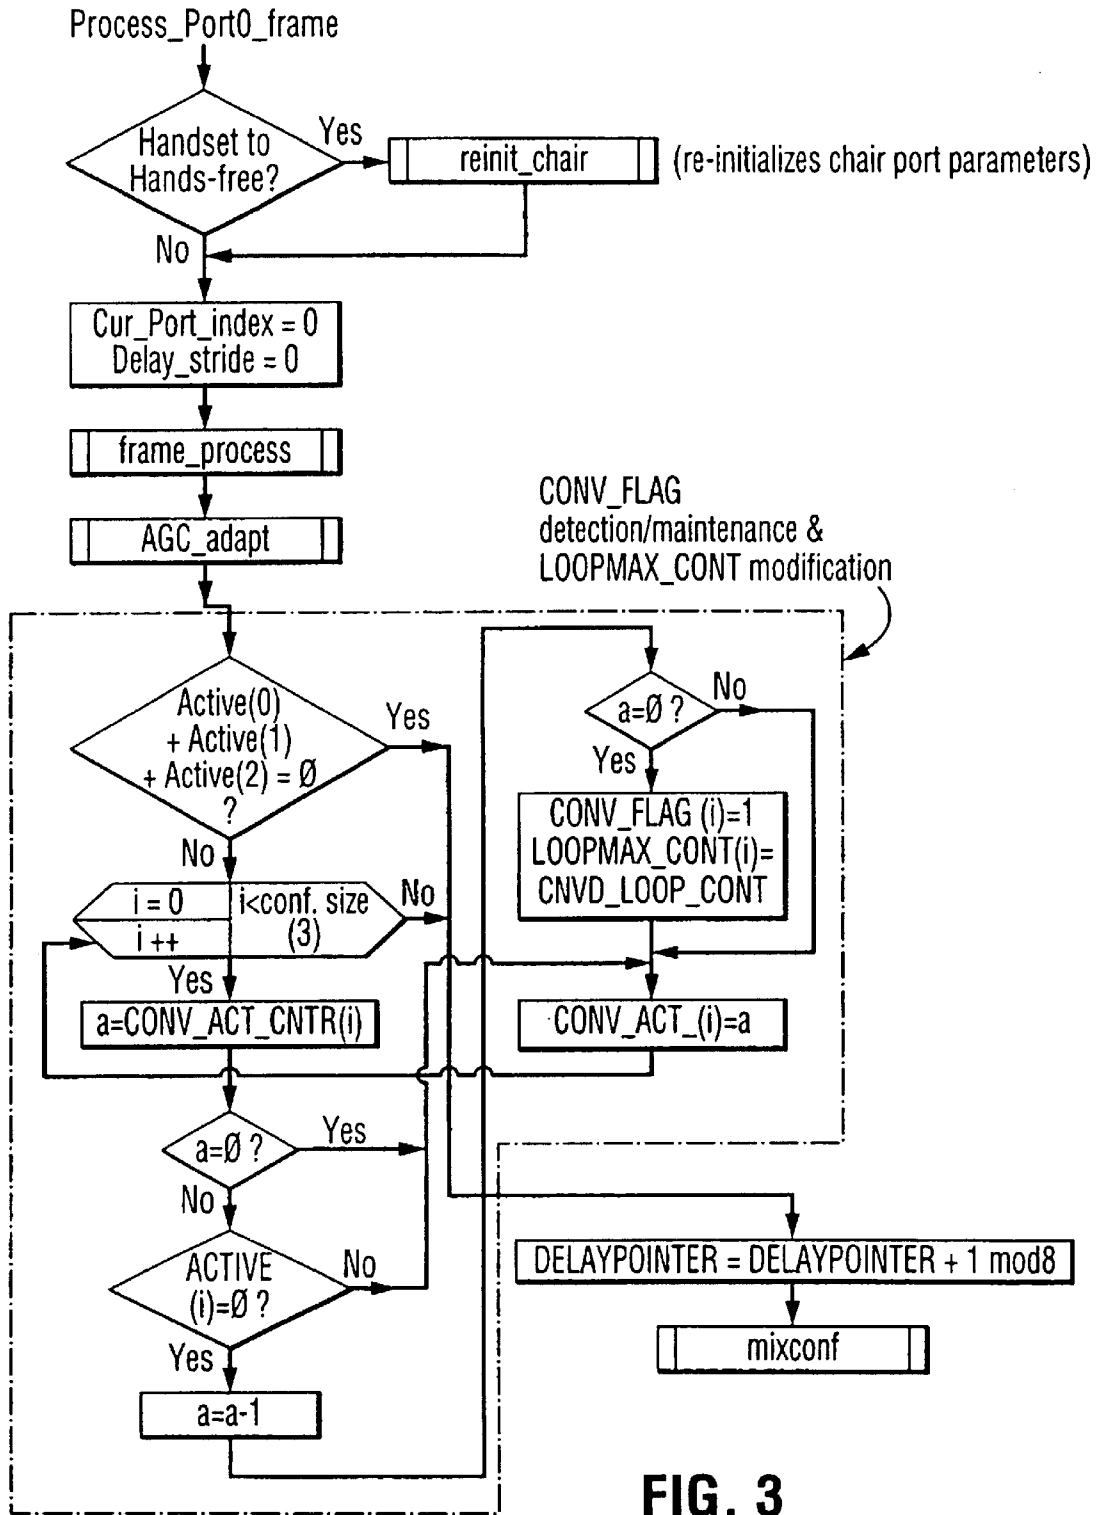 Process_Port0_frame
Handset to
Hands-free?
Yes
reinit_chair
(re-initializes chair port parameters)
No
Cur_Port_index = 0
Delay_stride = 0
frame_process
AGC_adapt
CONV_FLAG
detection/maintenance &
LOOPMAX_CONT modification
Active(0)
+ Active(1)
+ Active(2) = Ø
?
Yes
No
i = 0
i ++
i<conf. size
(3)
No
Yes
a=CONV_ACT_CNTR(i)
a=Ø ?
Yes
No
ACTIVE
(i)=Ø ?
No
Yes
a=a-1
a=Ø ?
No
Yes
CONV_FLAG (i)=1
LOOPMAX_CONT(i)=
CNVD_LOOP_CONT
CONV_ACT_(i)=a
DELAYPOINTER = DELAYPOINTER + 1 mod8
mixconf
FIG. 3